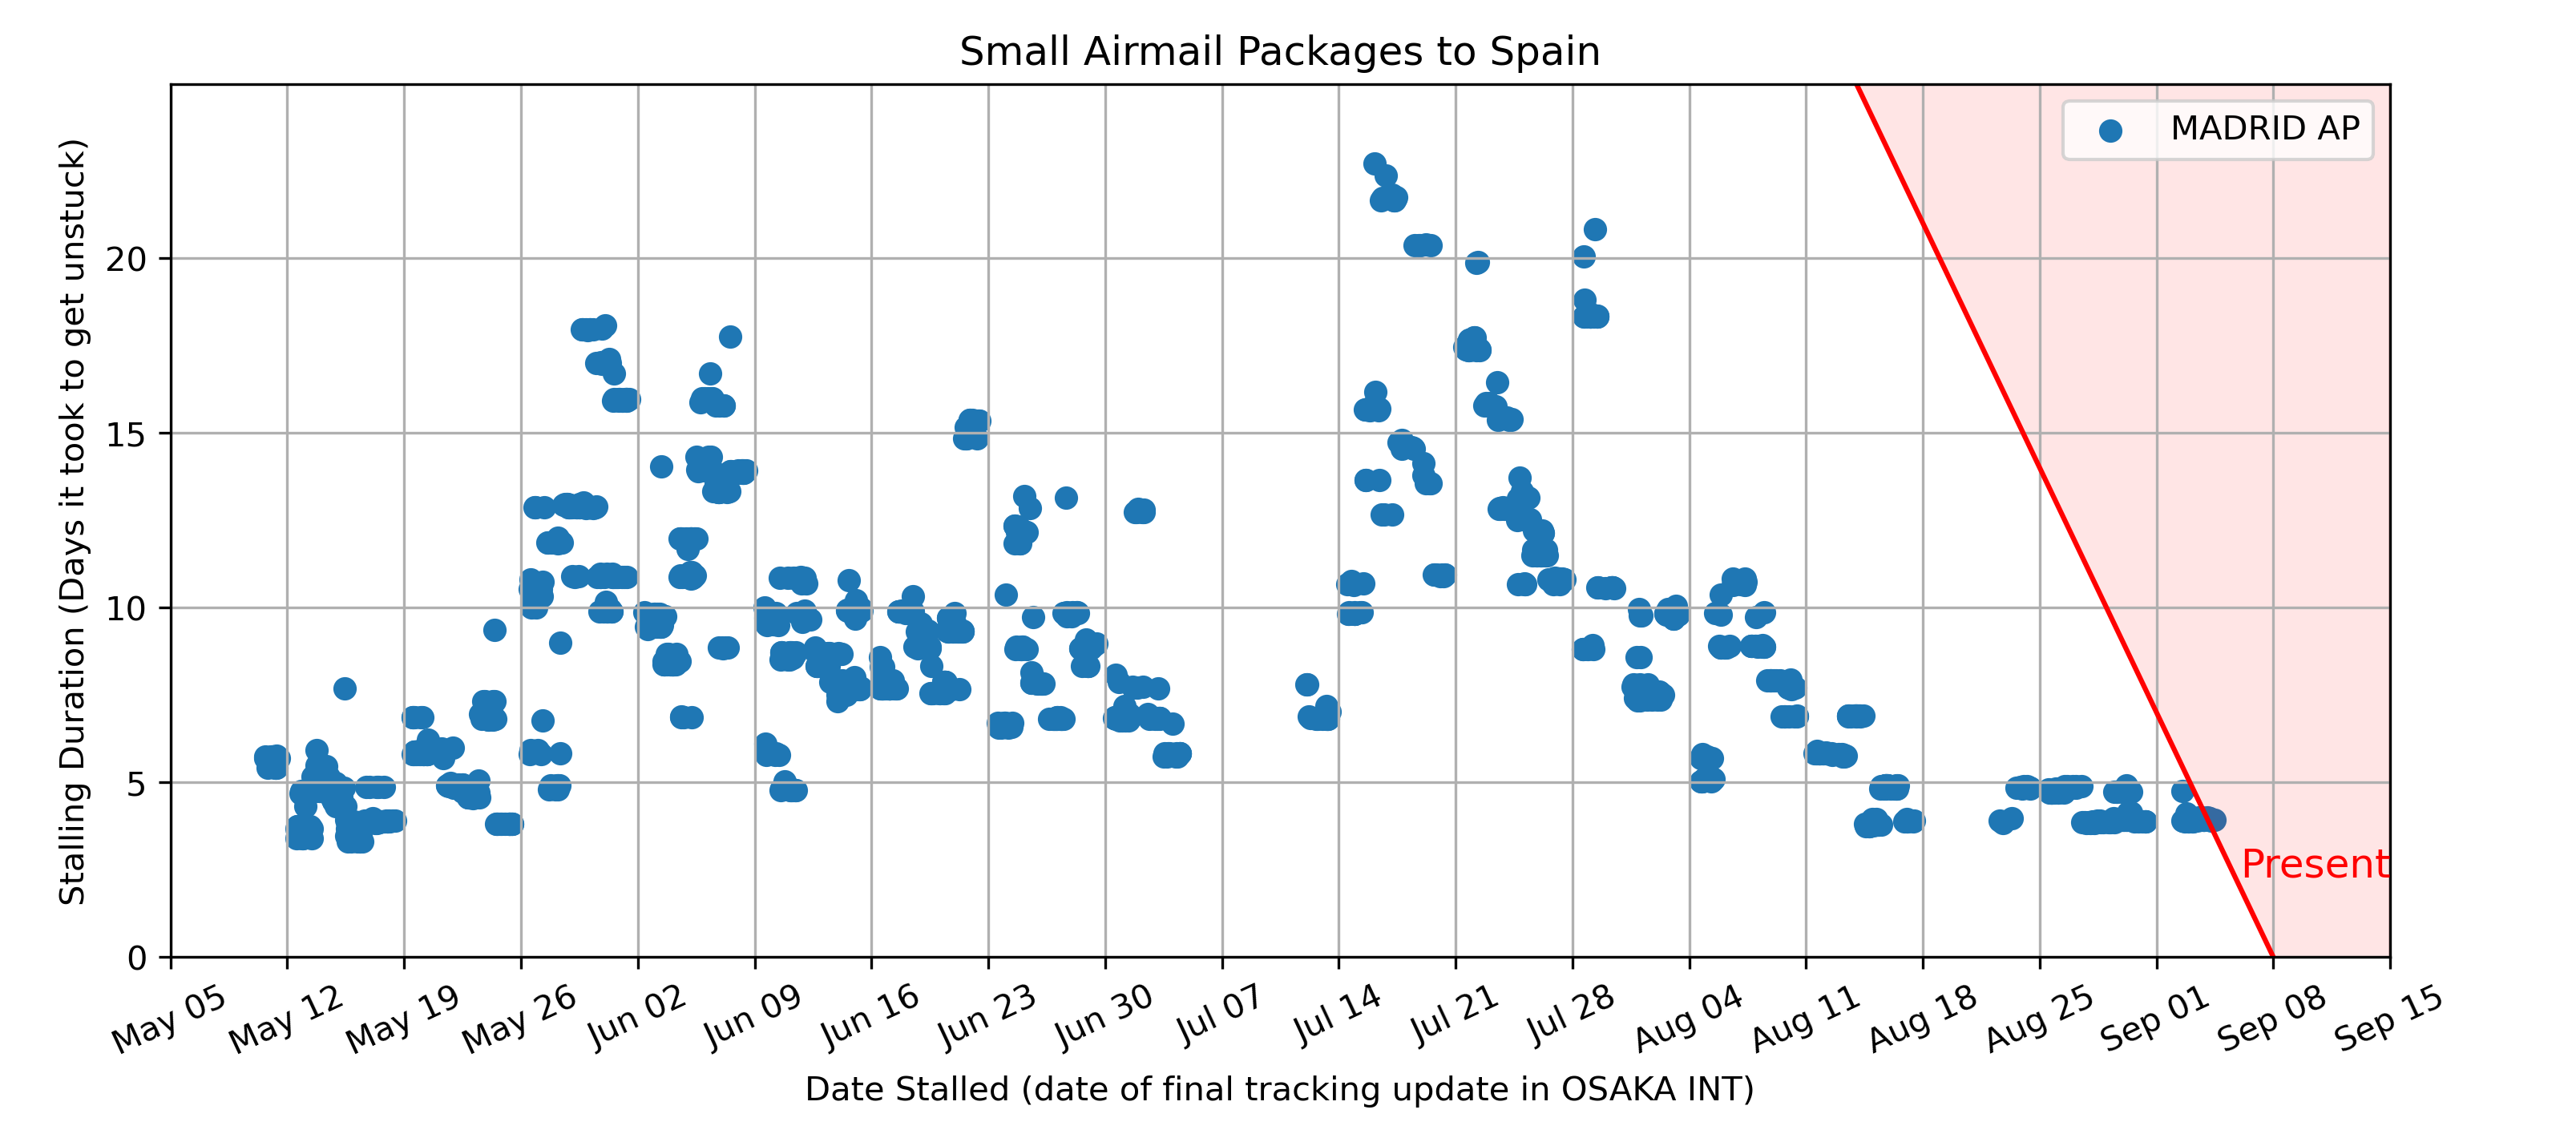 Small Airmail Packages to Spain
MADRID AP
Stalling Duration (Days it took to get unstuck)
20
15
10
5
0
Present
May 05
May 12
May 19
May 26
Jun 02
Jun 09
Jun 16
Jun 23
Jun 30
Jul 07
Jul 14
Jul 21
Jul 28
Aug 04
Aug 11
Aug 18
Aug 25
Sep 01
Sep 08
Sep 15
Date Stalled (date of final tracking update in OSAKA INT)